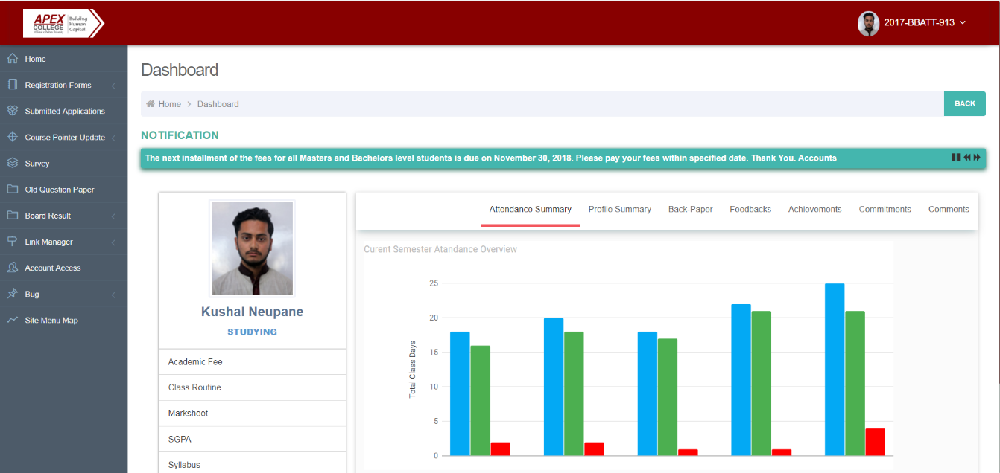 APEX
COLLEGE
Building
Human
Capital.
2017-BBATT-913
Home
Registration Forms
Submitted Applications
Course Pointer Update
Survey
Old Question Paper
Board Result
Link Manager
Account Access
Bug
Site Menu Map
Dashboard
Home > Dashboard
BACK
NOTIFICATION
The next installment of the fees for all Masters and Bachelors level students is due on November 30, 2018. Please pay your fees within specified date. Thank You. Accounts
Kushal Neupane
STUDYING
Academic Fee
Class Routine
Marksheet
SGPA
Syllabus
Attendance Summary Profile Summary Back-Paper Feedbacks Achievements Commitments Comments
Curent Semester Atandance Overview
Total Class Days
25
20
15
10
5
0